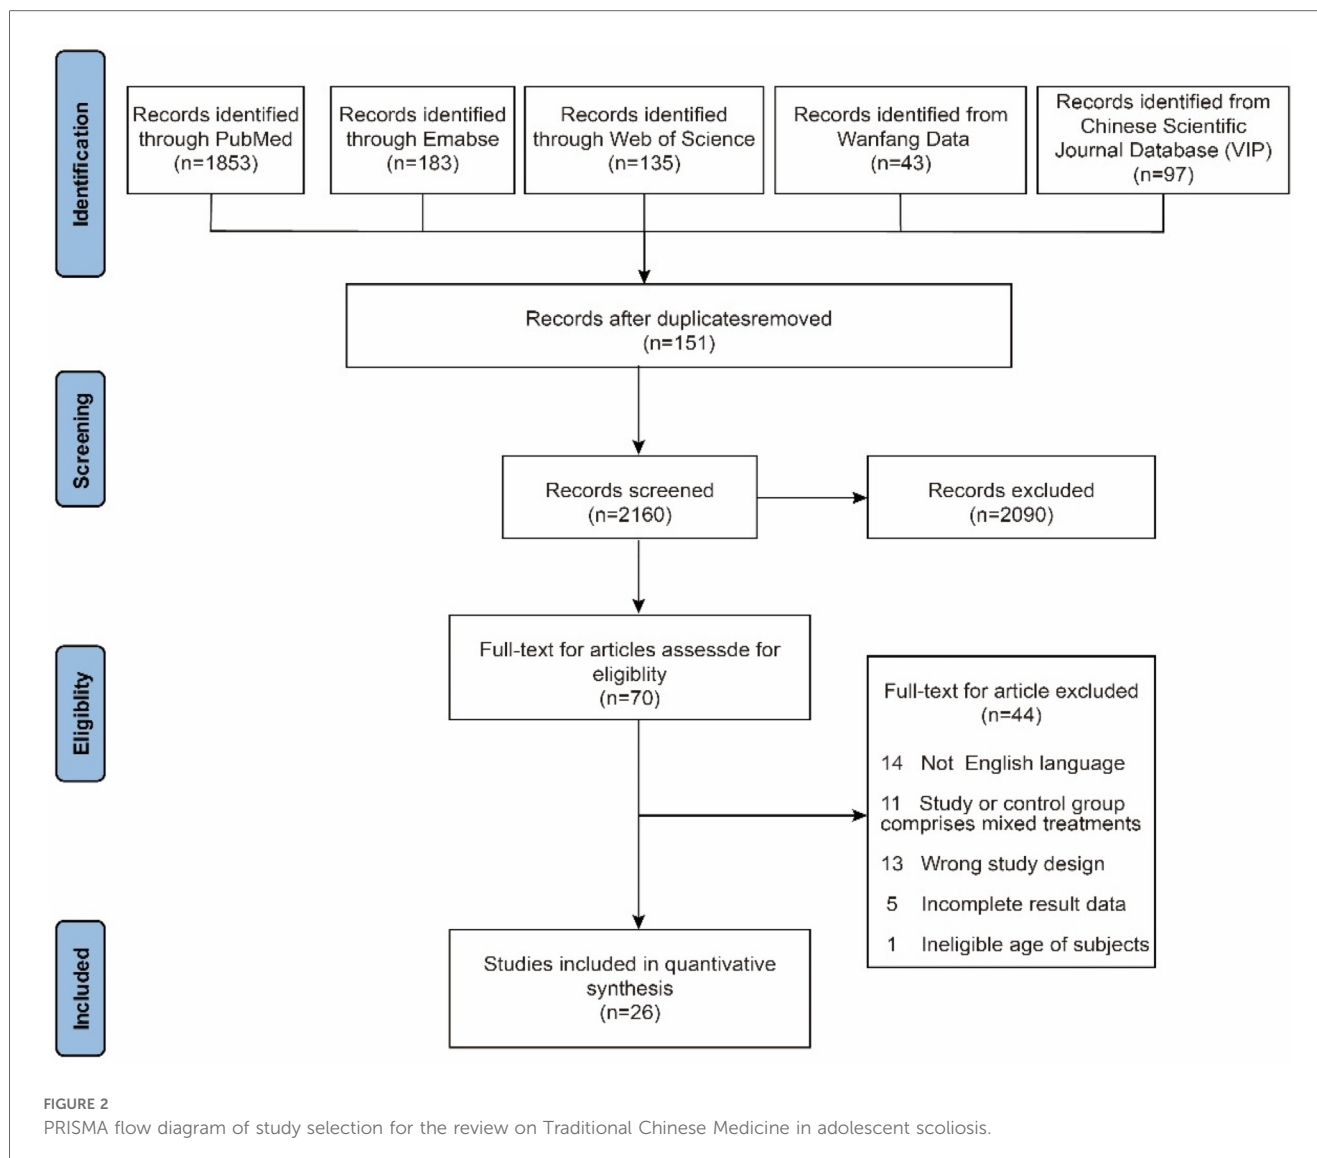 Identification
Records identified
through PubMed
(n=1853)
Records identified
through Emabse
(n=183)
Records identified
through Web of Science
(n=135)
Records identified from
Wanfang Data
(n=43)
Records identified from
Chinese Scientific
Journal Database (VIP)
(n=97)
Records after duplicatesremoved
(n=151)
Screening
Records screened
(n=2160)
Records excluded
(n=2090)
Eligiblity
Full-text for articles assessde for
eligiblity
(n=70)
Full-text for article excluded
(n=44)
14 Not English language
11 Study or control group
comprises mixed treatments
13 Wrong study design
5 Incomplete result data
1 Ineligible age of subjects
Included
Studies included in quantivative
synthesis
(n=26)
FIGURE 2
PRISMA flow diagram of study selection for the review on Traditional Chinese Medicine in adolescent scoliosis.